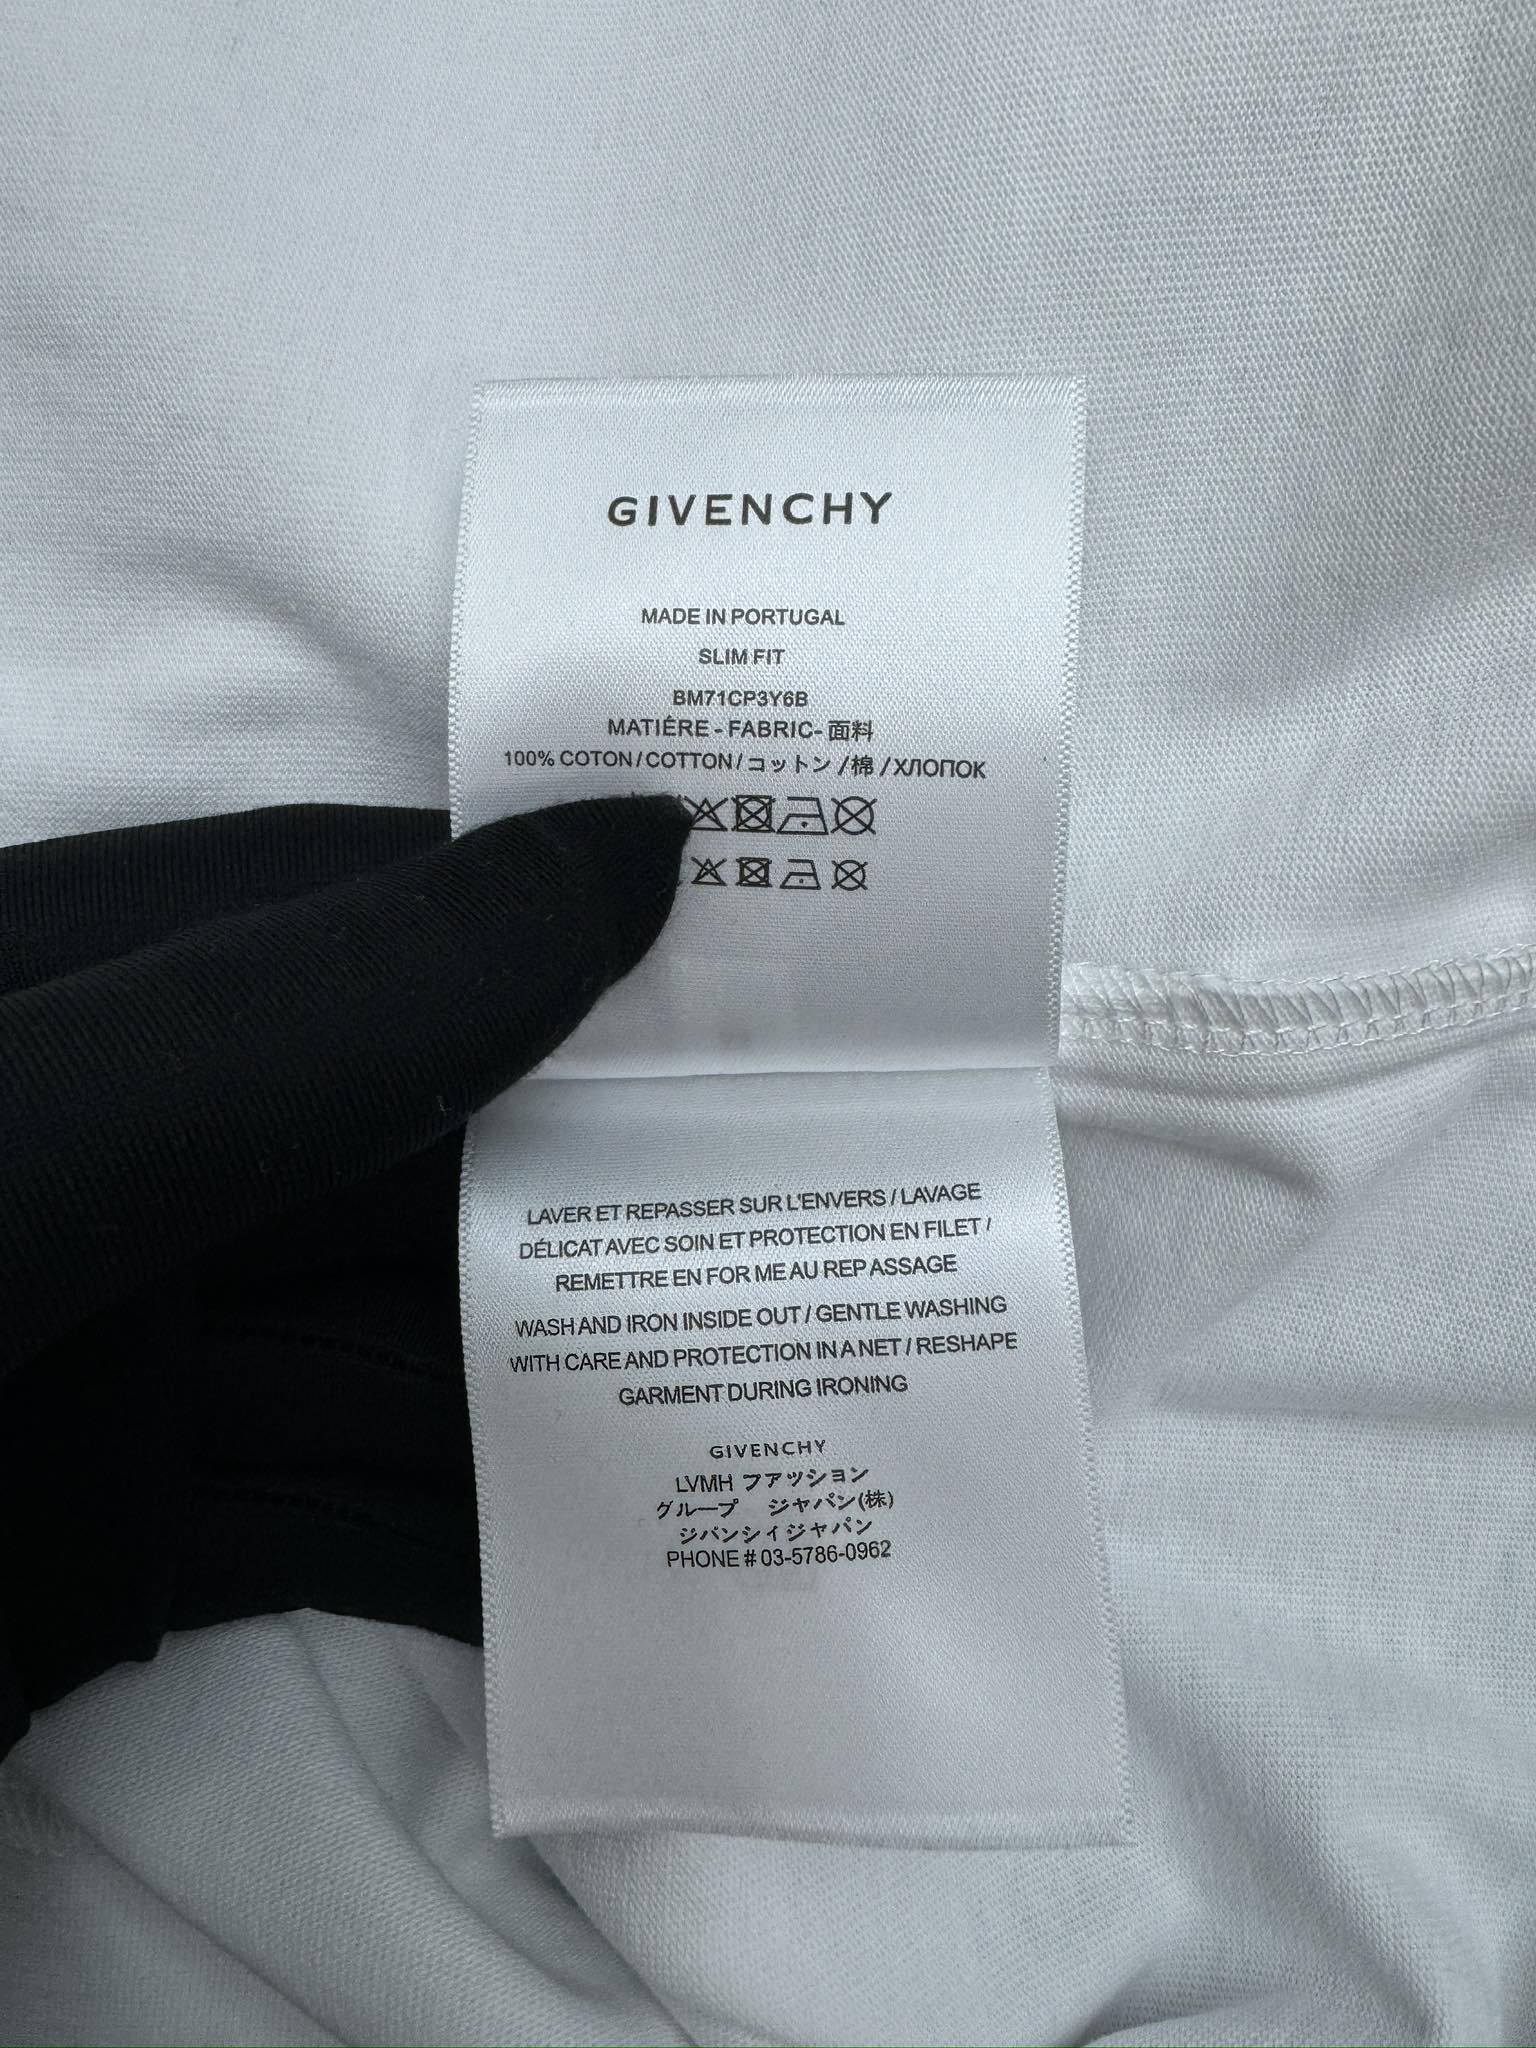 GIVENCHY
MADE IN PORTUGAL
SLIM FIT
BM71CP3Y6B
MATIÉRE - FABRIC- 面料
100% COTON / COTTON / コットン / 棉 / ХЛОПОК
LAVER ET REPASSER SUR L'ENVERS / LAVAGE
DÉLICAT AVEC SOIN ET PROTECTION EN FILET /
REMETTRE EN FOR ME AU REP ASSAGE
WASH AND IRON INSIDE OUT / GENTLE WASHING
WITH CARE AND PROTECTION IN A NET / RESHAPE
GARMENT DURING IRONING
GIVENCHY
LVMH ファッション
グループ ジャパン(株)
ジバンシィジャパン
PHONE # 03-5786-0962